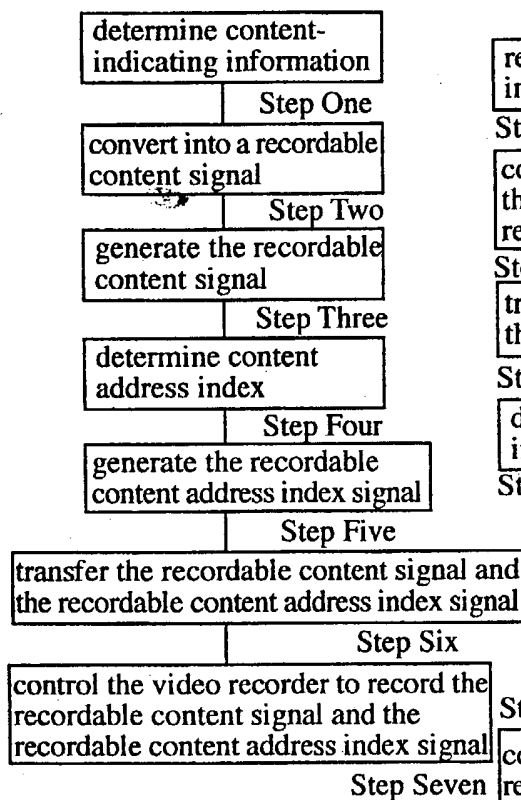 determine content-
indicating information
Step One
convert into a recordable
content signal
Step Two
generate the recordable
content signal
Step Three
determine content
address index
Step Four
generate the recordable
content address index signal
Step Five
transfer the recordable content signal and
the recordable content address index signal
Step Six
control the video recorder to record the
recordable content signal and the
recordable content address index signal
Step Seven